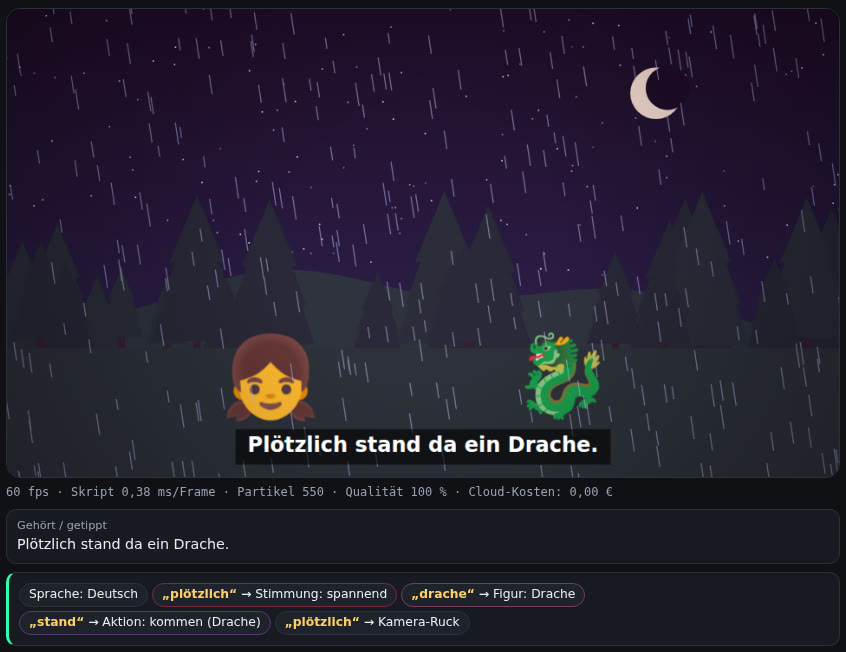 Plötzlich stand da ein Drache.
60 fps · Skript 0,38 ms/Frame · Partikel 550 · Qualität 100 % · Cloud-Kosten: 0,00 €
Gehört / getippt
Plötzlich stand da ein Drache.
Sprache: Deutsch „plötzlich“ → Stimmung: spannend „drache“ → Figur: Drache
„stand“ → Aktion: kommen (Drache) „plötzlich“ → Kamera-Ruck